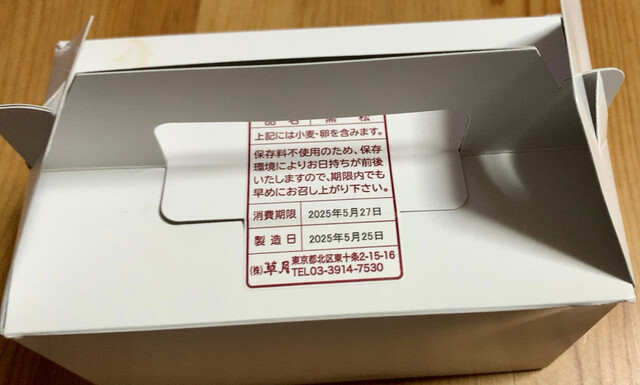 品名 黒松
上記には小麦・卵を含みます。
保存料不使用のため、保存
環境によりお日持ちが前後
いたしますので、期限内でも
早めにお召し上がり下さい。
消費期限 2025年5月27日
製造日 2025年5月25日
(株)草月 東京都北区東十条2-15-16
TEL03-3914-7530